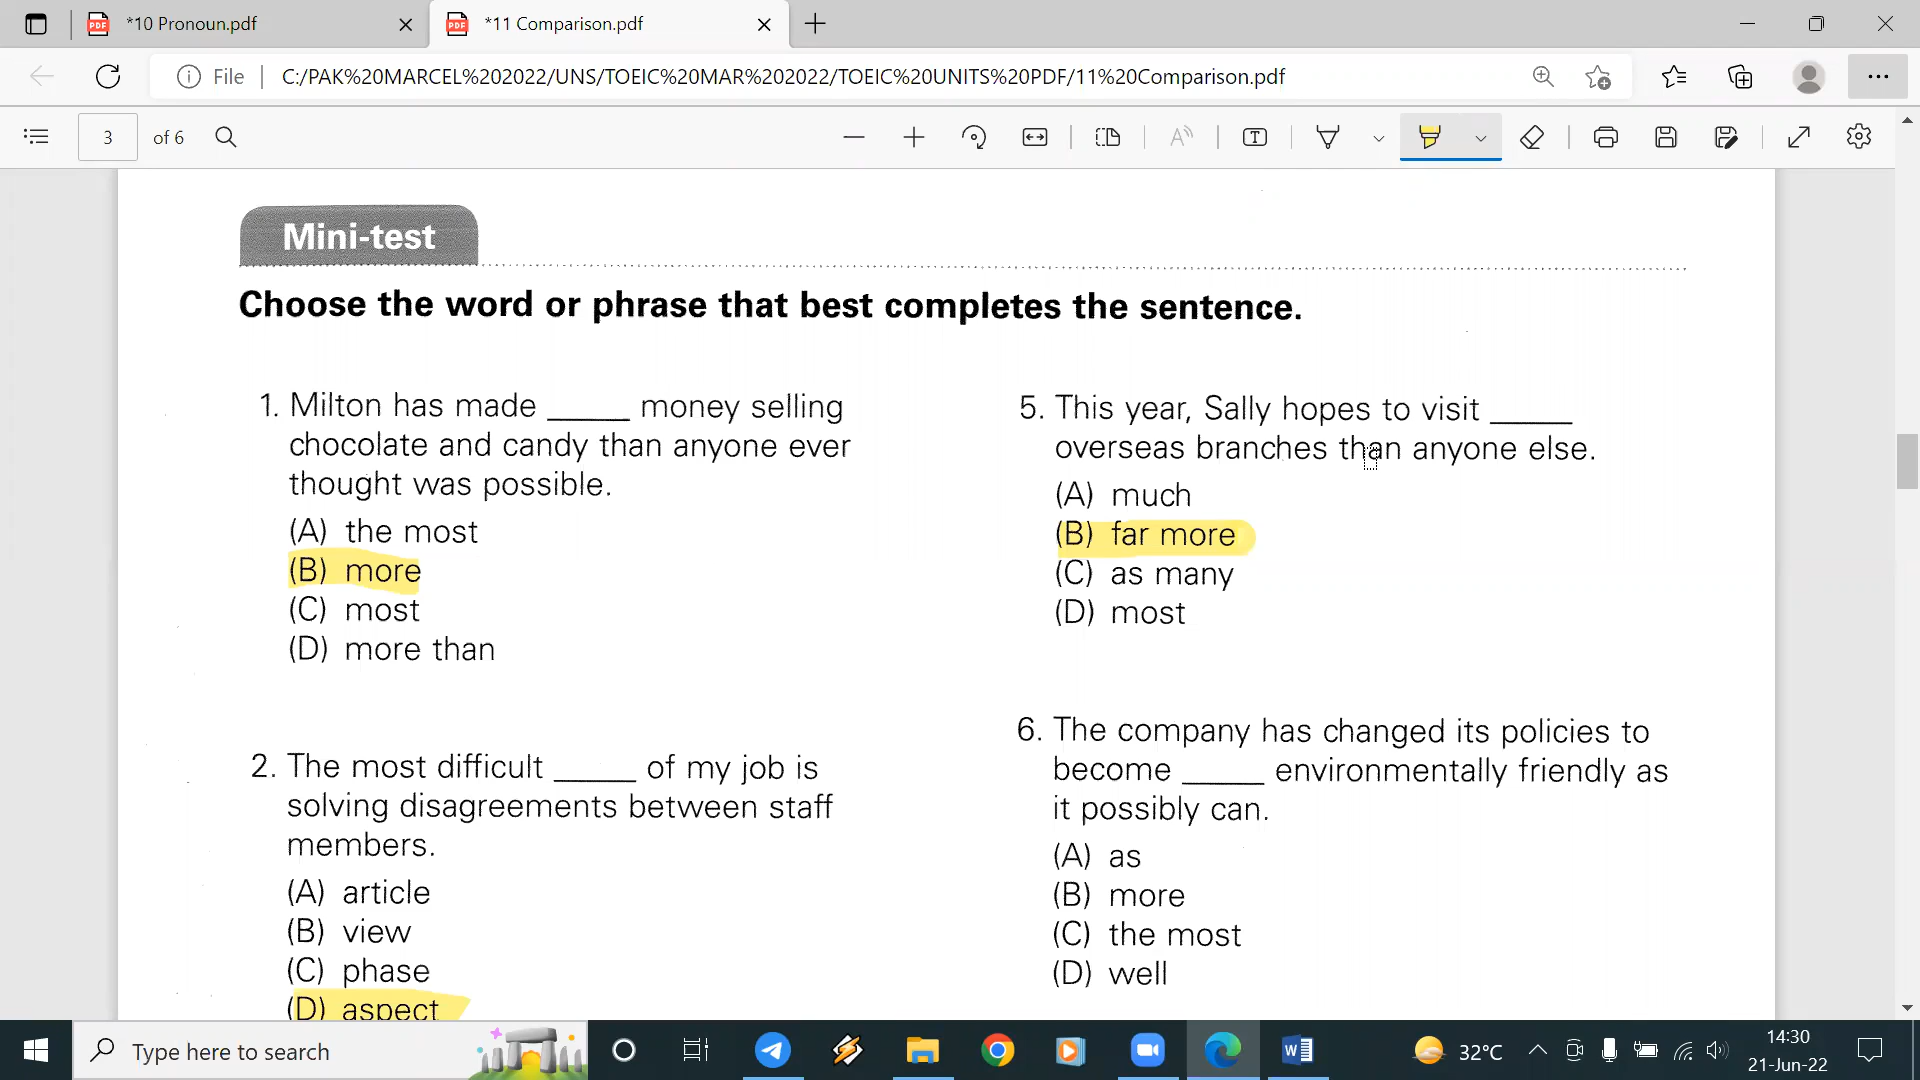 *10 Pronoun.pdf
*11 Comparison.pdf
File
C:/PAK%20MARCEL%202022/UNS/TOEIC%20MAR%202022/TOEIC%20UNITS%20PDF/11%20Comparison.pdf
3 of 6
Mini-test
Choose the word or phrase that best completes the sentence.
1. Milton has made _____ money selling
chocolate and candy than anyone ever
thought was possible.
(A) the most
(B) more
(C) most
(D) more than
2. The most difficult _____ of my job is
solving disagreements between staff
members.
(A) article
(B) view
(C) phase
(D) aspect
5. This year, Sally hopes to visit _____
overseas branches than anyone else.
(A) much
(B) far more
(C) as many
(D) most
6. The company has changed its policies to
become _____ environmentally friendly as
it possibly can.
(A) as
(B) more
(C) the most
(D) well
Type here to search
32°C
14:30
21-Jun-22